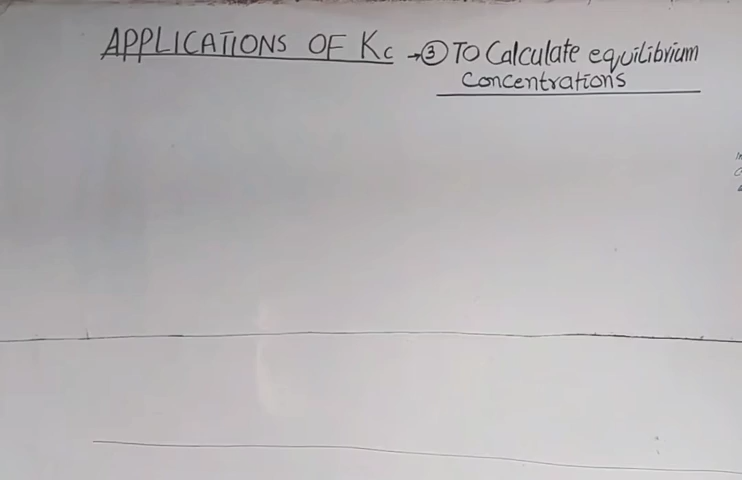 APPLICATIONS OF Kc →③ TO Calculate equilibrium
Concentrations